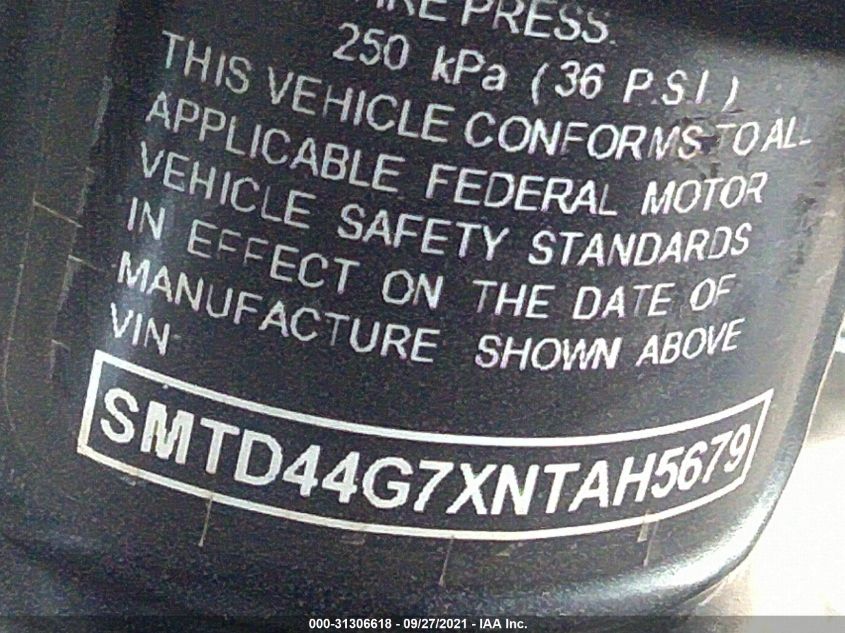 PRESS.
250 kPa (36 P.S.I.)
THIS VEHICLE CONFORMS TO ALL
APPLICABLE FEDERAL MOTOR
VEHICLE SAFETY STANDARDS
IN EFFECT ON THE DATE OF
MANUFACTURE SHOWN ABOVE
VIN
SMTD44G7XNTAH5679
000-31306618 - 09/27/2021 - IAA Inc.